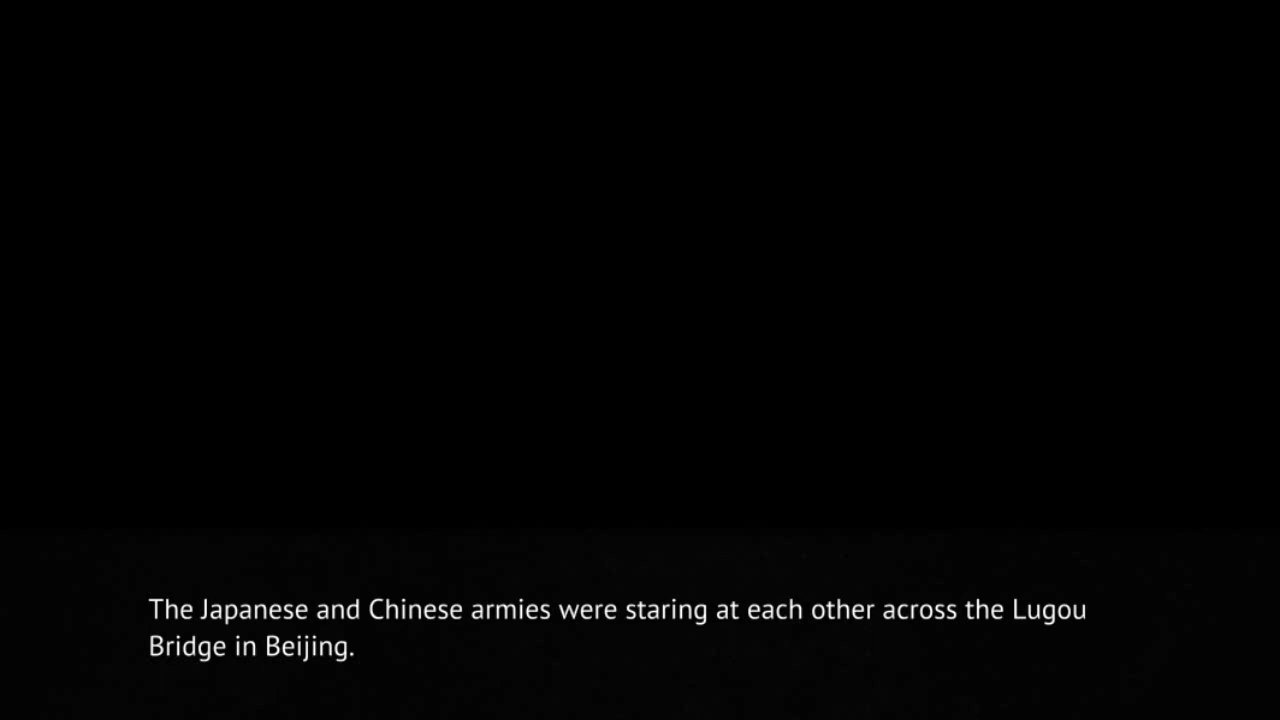 The Japanese and Chinese armies were staring at each other across the Lugou
Bridge in Beijing.